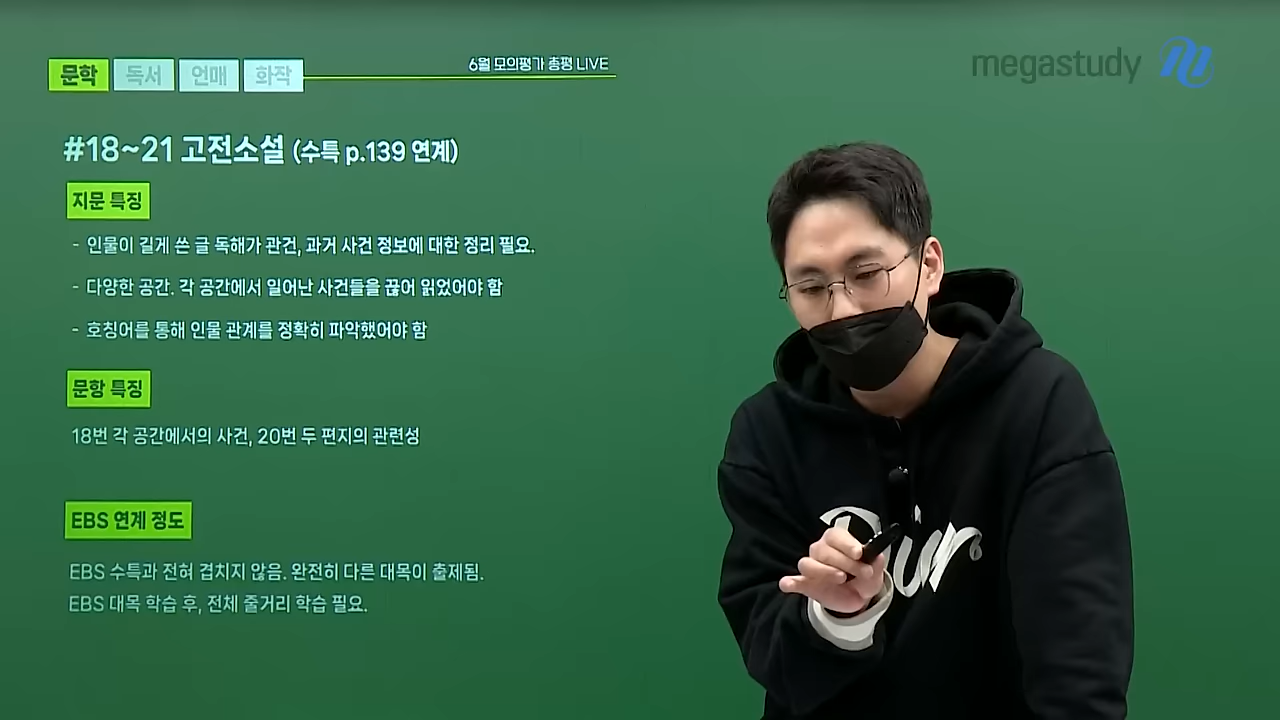 문학 독서 언매 화작
6월 모의평가 총평 LIVE
megastudy
#18~21 고전소설 (수특 p.139 연계)
지문 특징
- 인물이 길게 쓴 글 독해가 관건, 과거 사건 정보에 대한 정리 필요.
- 다양한 공간. 각 공간에서 일어난 사건들을 끊어 읽었어야 함
- 호칭어를 통해 인물 관계를 정확히 파악했어야 함
문항 특징
18번 각 공간에서의 사건, 20번 두 편지의 관련성
EBS 연계 정도
EBS 수특과 전혀 겹치지 않음. 완전히 다른 대목이 출제됨.
EBS 대목 학습 후, 전체 줄거리 학습 필요.
Dior